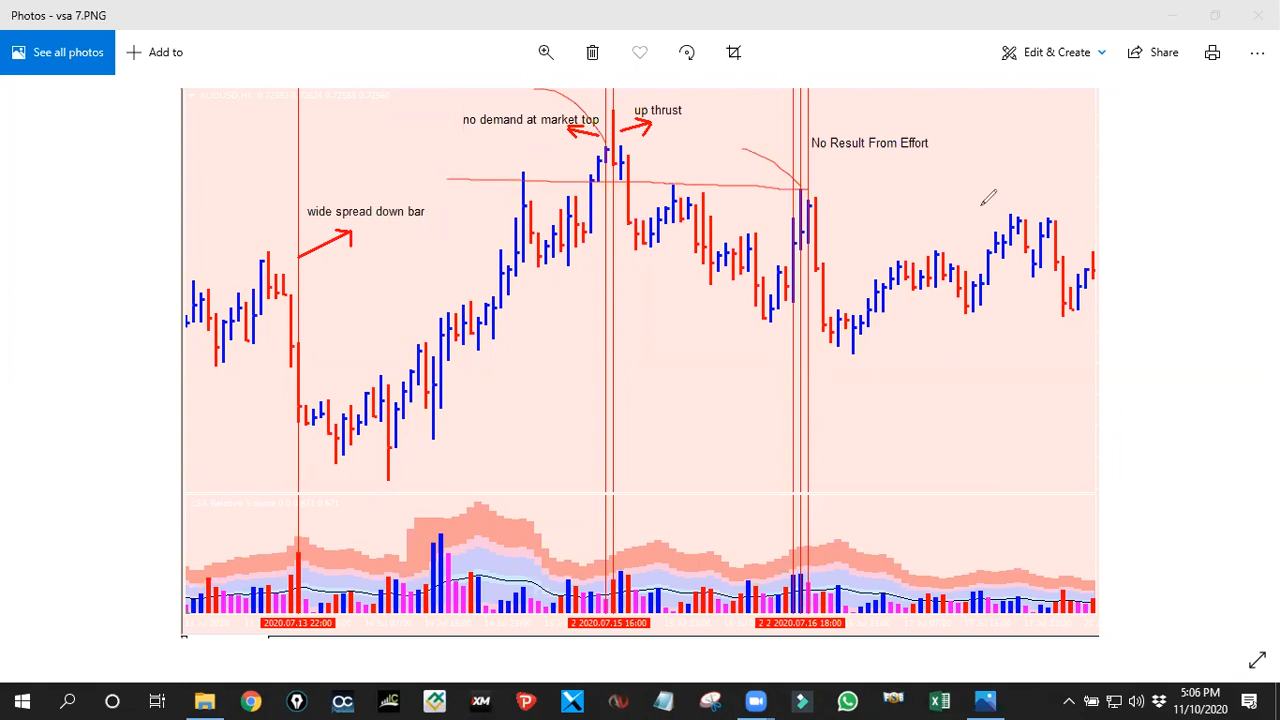 Photos - vsa 7.PNG
See all photos
Add to
Edit & Create
Share
no demand at market top
up thrust
No Result From Effort
wide spread down bar
2020.07.13 22:00
2 2020.07.15 16:00
2 2 2020.07.16 18:00
XM
5:06 PM
11/10/2020